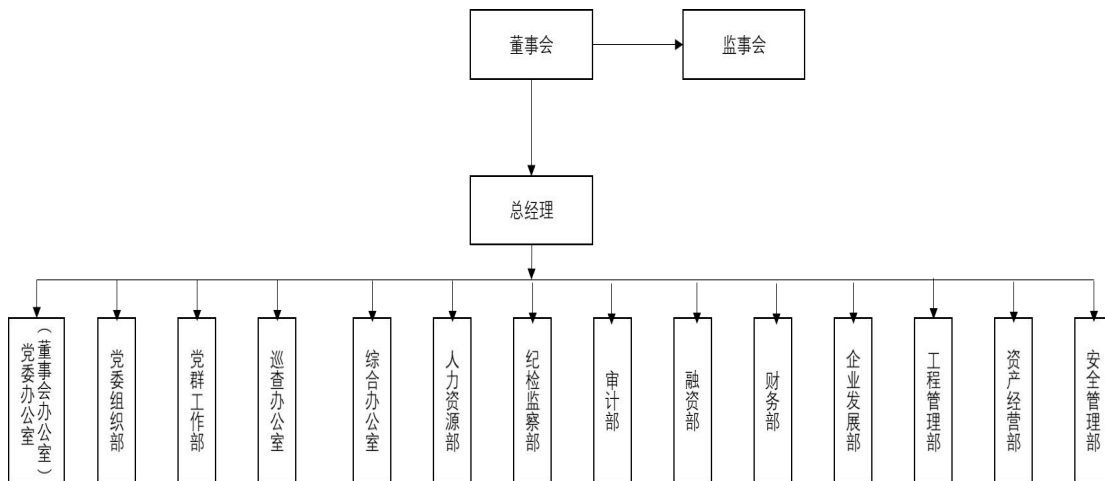 董事会
监事会
总经理
党委办公室
（董事会办公室）
党委组织部
党群工作部
巡查办公室
综合办公室
人力资源部
纪检监察部
审计部
融资部
财务部
企业发展部
工程管理部
资产经营部
安全管理部